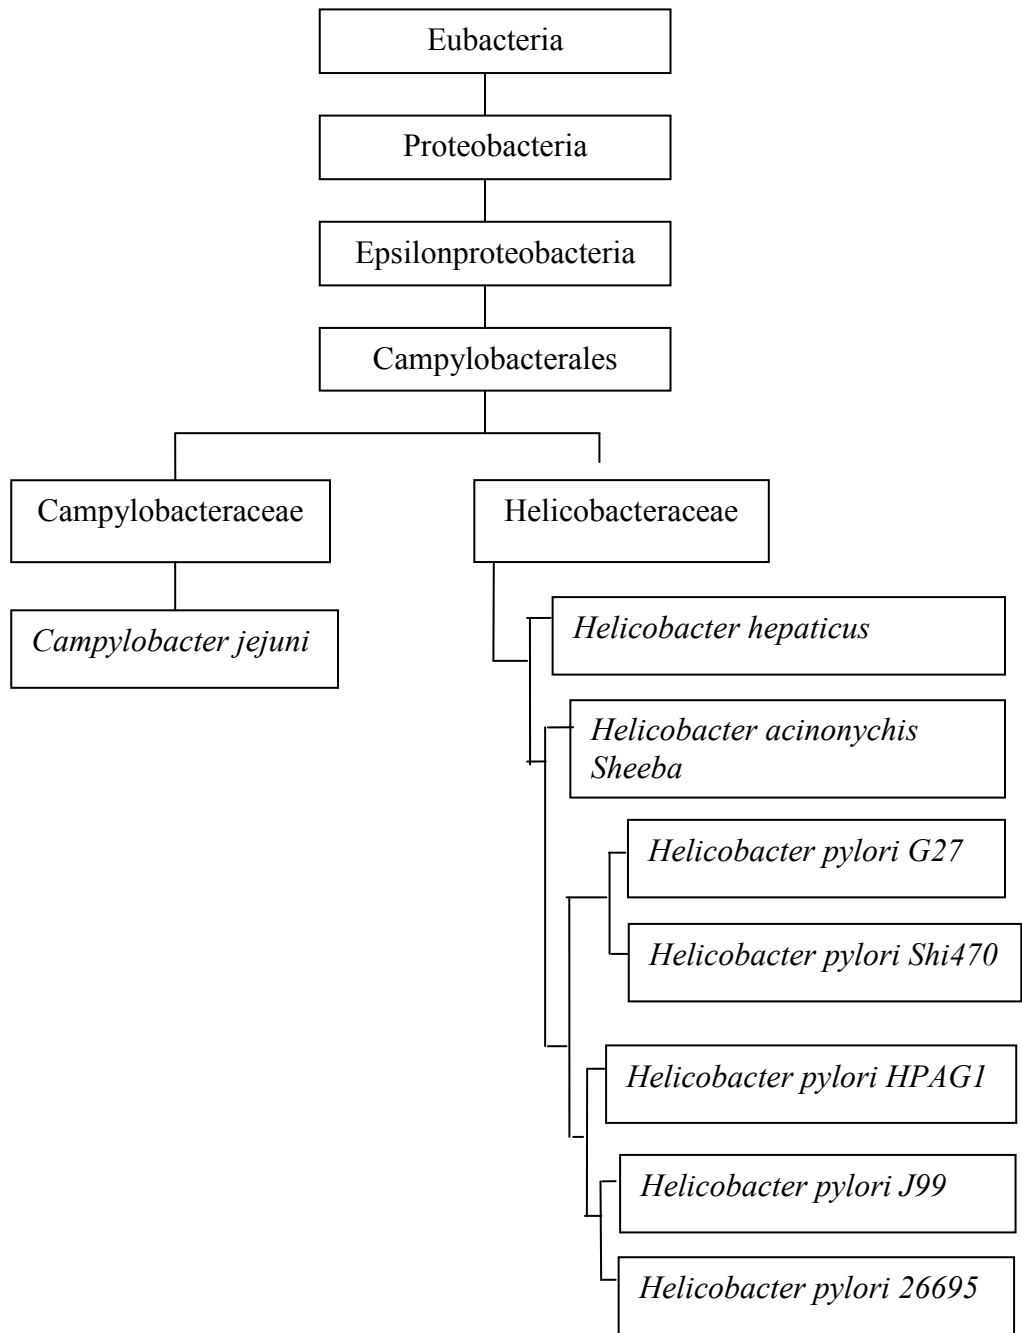 Eubacteria
Proteobacteria
Epsilonproteobacteria
Campylobacterales
Campylobacteraceae
Helicobacteraceae
Campylobacter jejuni
Helicobacter hepaticus
Helicobacter acinonychis
Sheeba
Helicobacter pylori G27
Helicobacter pylori Shi470
Helicobacter pylori HPAG1
Helicobacter pylori J99
Helicobacter pylori 26695